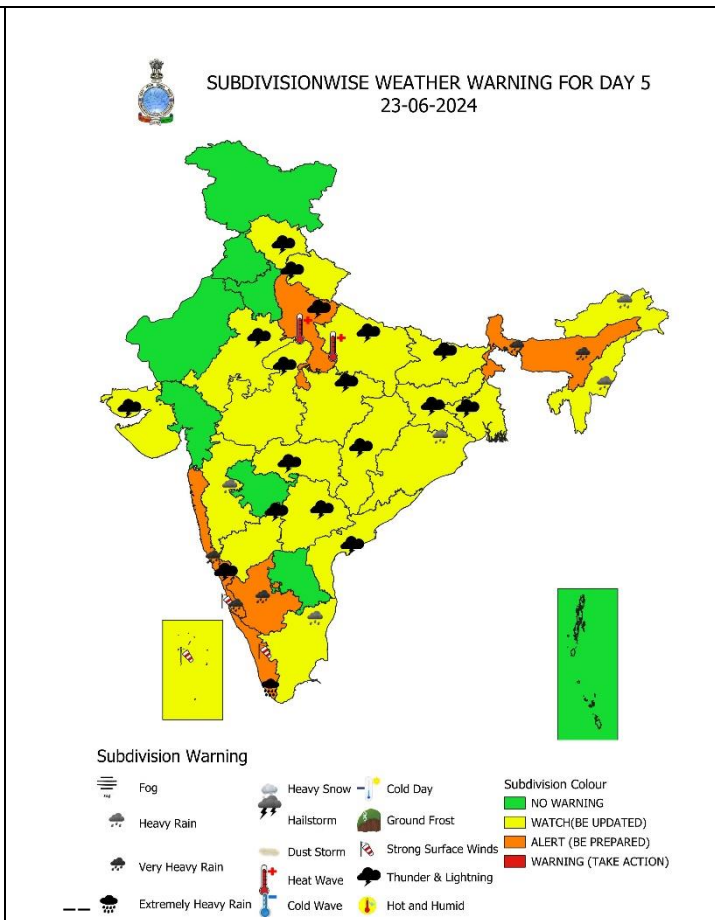 SUBDIVISIONWISE WEATHER WARNING FOR DAY 5
23-06-2024
Subdivision Warning
Fog
Heavy Rain
Very Heavy Rain
Extremely Heavy Rain
Heavy Snow
Hailstorm
Dust Storm
Heat Wave
Cold Wave
Cold Day
Ground Frost
Strong Surface Winds
Thunder & Lightning
Hot and Humid
Subdivision Colour
NO WARNING
WATCH(BE UPDATED)
ALERT (BE PREPARED)
WARNING (TAKE ACTION)